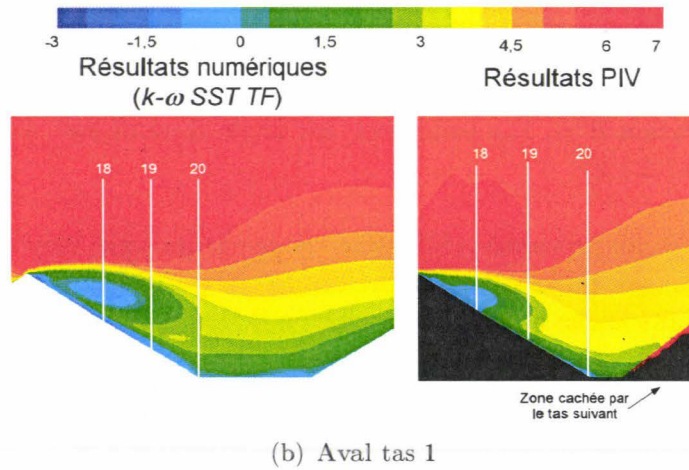 -3 -1,5 0 1,5 3 4,5 6 7
Résultats numériques
(k-ω SST TF)
Résultats PIV
18 19 20
18 19 20
Zone cachée par
le tas suivant
(b) Aval tas 1